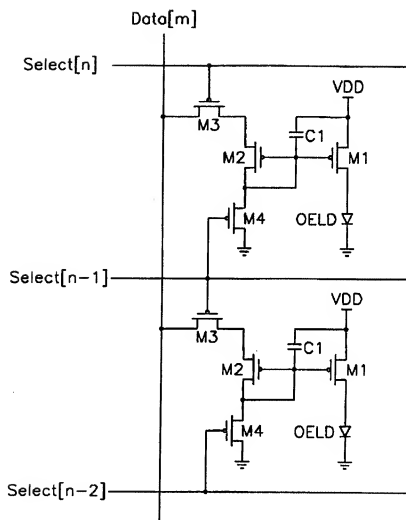 Data[m]
Select[n]
VDD
M3
C1
M2
M1
M4
OELD
Select[n-1]
VDD
M3
C1
M2
M1
M4
OELD
Select[n-2]